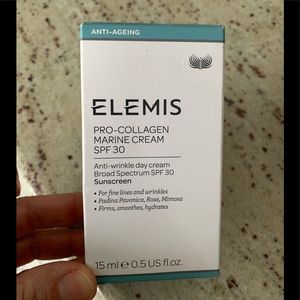 ANTI-AGEING
ELEMIS
PRO-COLLAGEN
MARINE CREAM
SPF 30
Anti-wrinkle day cream
Broad Spectrum SPF 30
Sunscreen
• For fine lines and wrinkles
• Padina Pavonica, Rose, Mimosa
• Firms, smoothes, hydrates
15 ml e 0.5 US fl.oz.